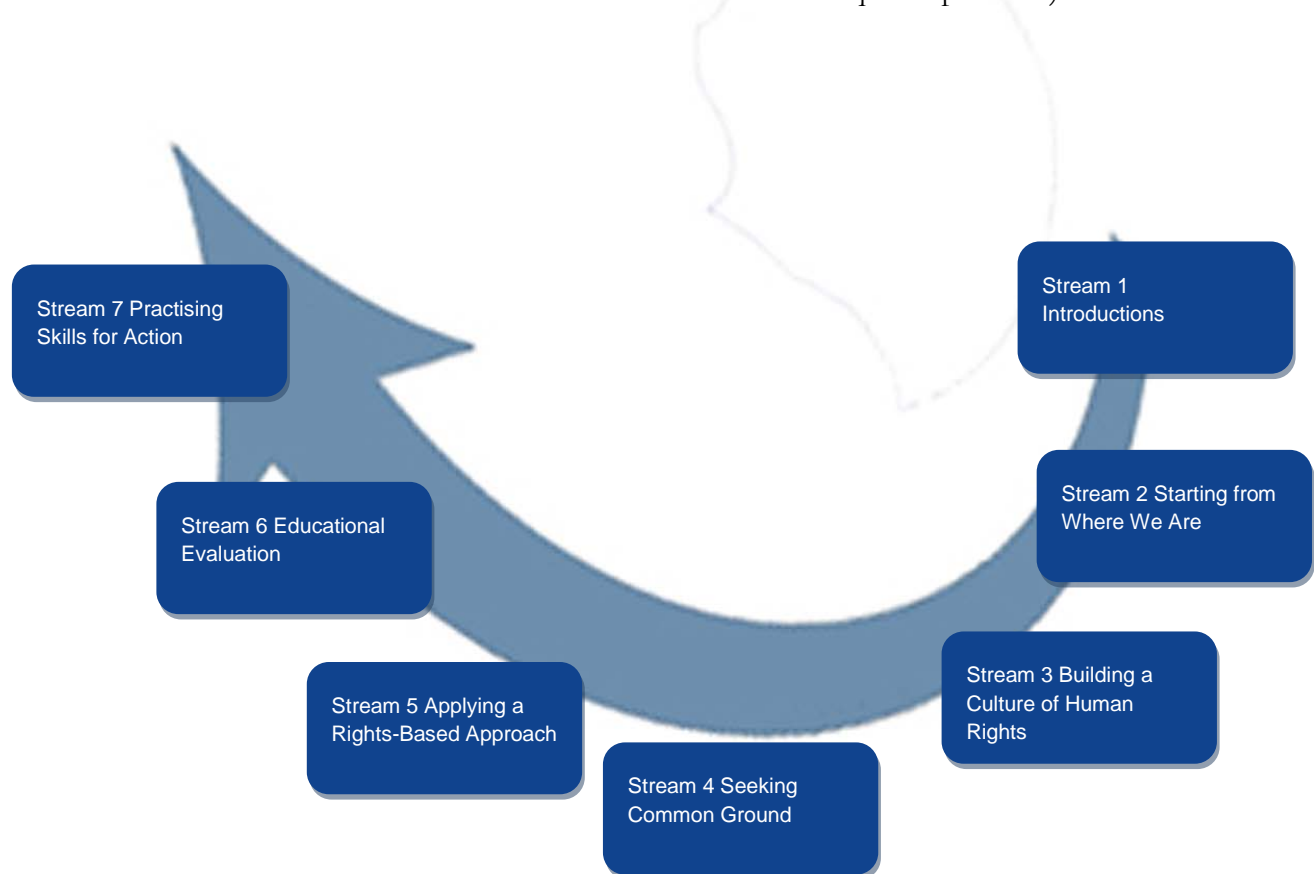 Stream 1
Introductions
Stream 2 Starting from
Where We Are
Stream 3 Building a
Culture of Human
Rights
Stream 4 Seeking
Common Ground
Stream 5 Applying a
Rights-Based Approach
Stream 6 Educational
Evaluation
Stream 7 Practising
Skills for Action